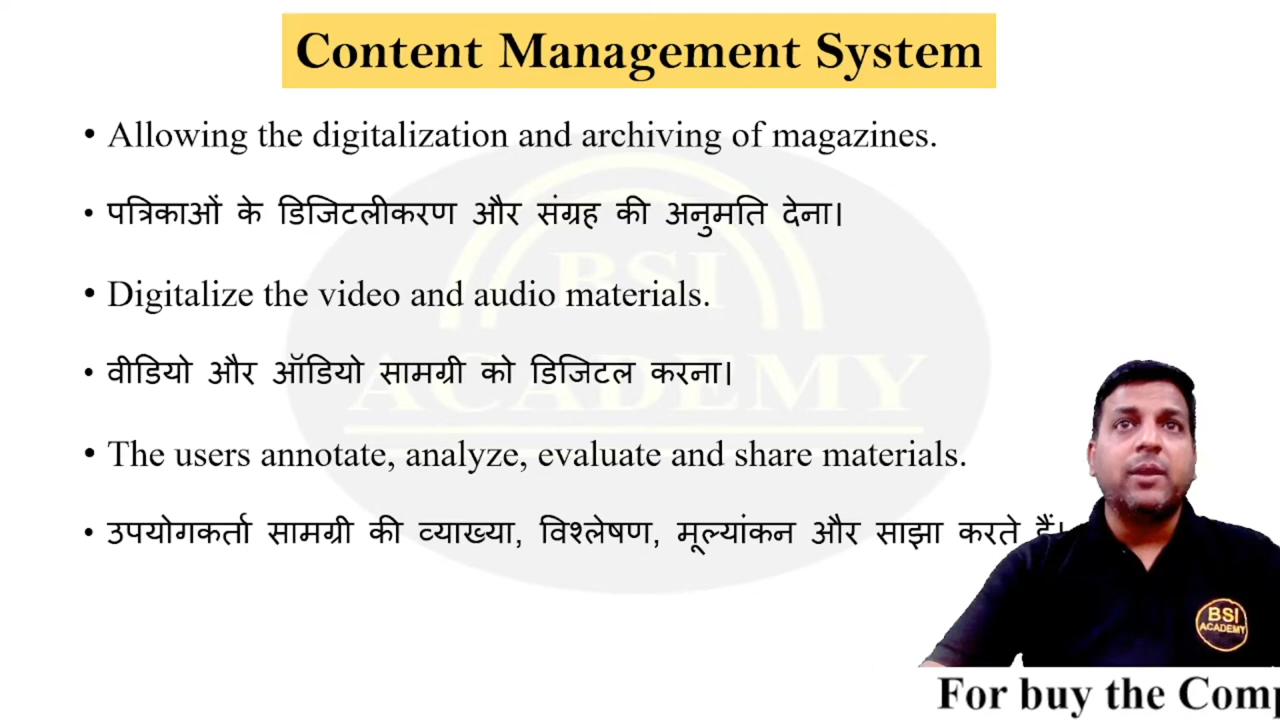 Content Management System
• Allowing the digitalization and archiving of magazines.
• पत्रिकाओं के डिजिटलीकरण और संग्रह की अनुमति देना।
• Digitalize the video and audio materials.
• वीडियो और ऑडियो सामग्री को डिजिटल करना।
• The users annotate, analyze, evaluate and share materials.
• उपयोगकर्ता सामग्री की व्याख्या, विश्लेषण, मूल्यांकन और साझा करते हैं।
BSI
ACADEMY
BSI
ACADEMY
For buy the